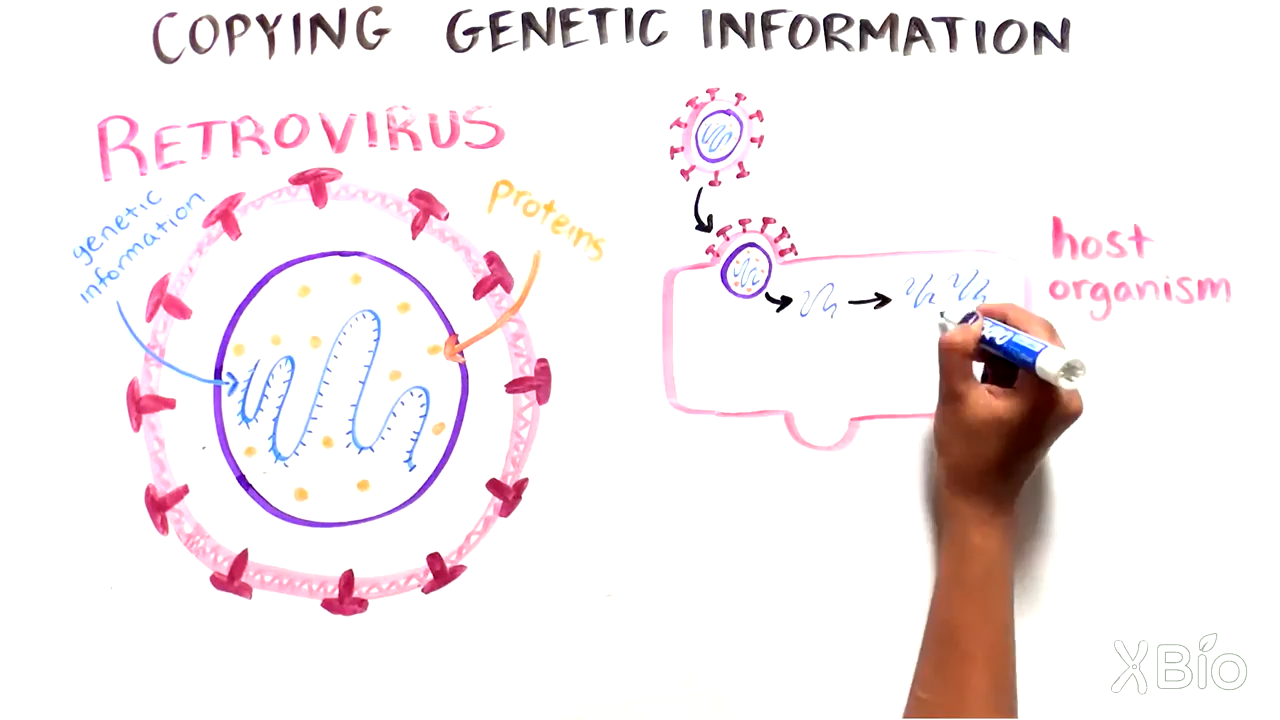 COPYING GENETIC INFORMATION
RETROVIRUS
genetic
information
proteins
host
organism
XBio